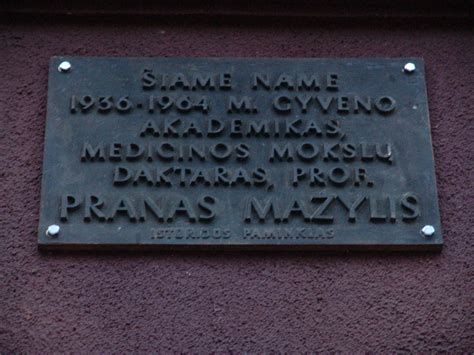 ŠIAME NAME
1936-1964 M. GYVENO
AKADEMIKAS,
MEDICINOS MOKSLŲ
DAKTARAS, PROF.
PRANAS MAŽYLIS
ISTORIJOS PAMINKLAS